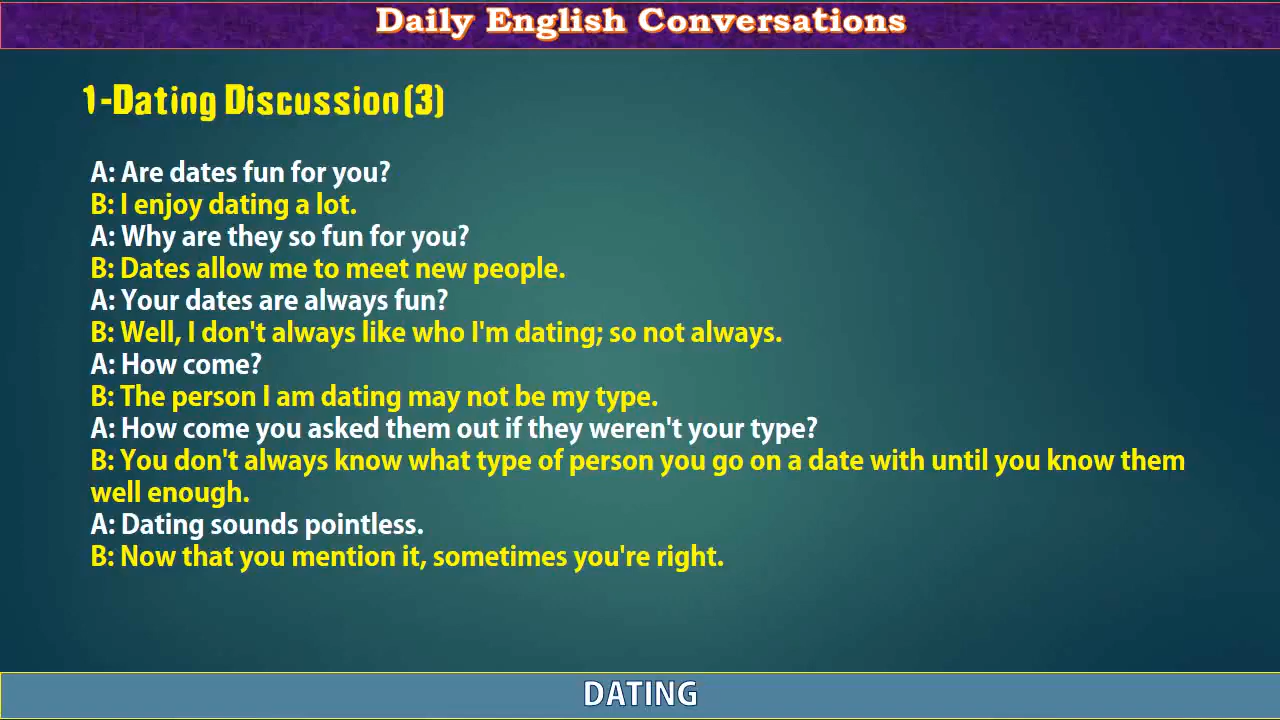 Daily English Conversations
1-Dating Discussion(3)
A: Are dates fun for you?
B: I enjoy dating a lot.
A: Why are they so fun for you?
B: Dates allow me to meet new people.
A: Your dates are always fun?
B: Well, I don't always like who I'm dating; so not always.
A: How come?
B: The person I am dating may not be my type.
A: How come you asked them out if they weren't your type?
B: You don't always know what type of person you go on a date with until you know them
well enough.
A: Dating sounds pointless.
B: Now that you mention it, sometimes you're right.
DATING